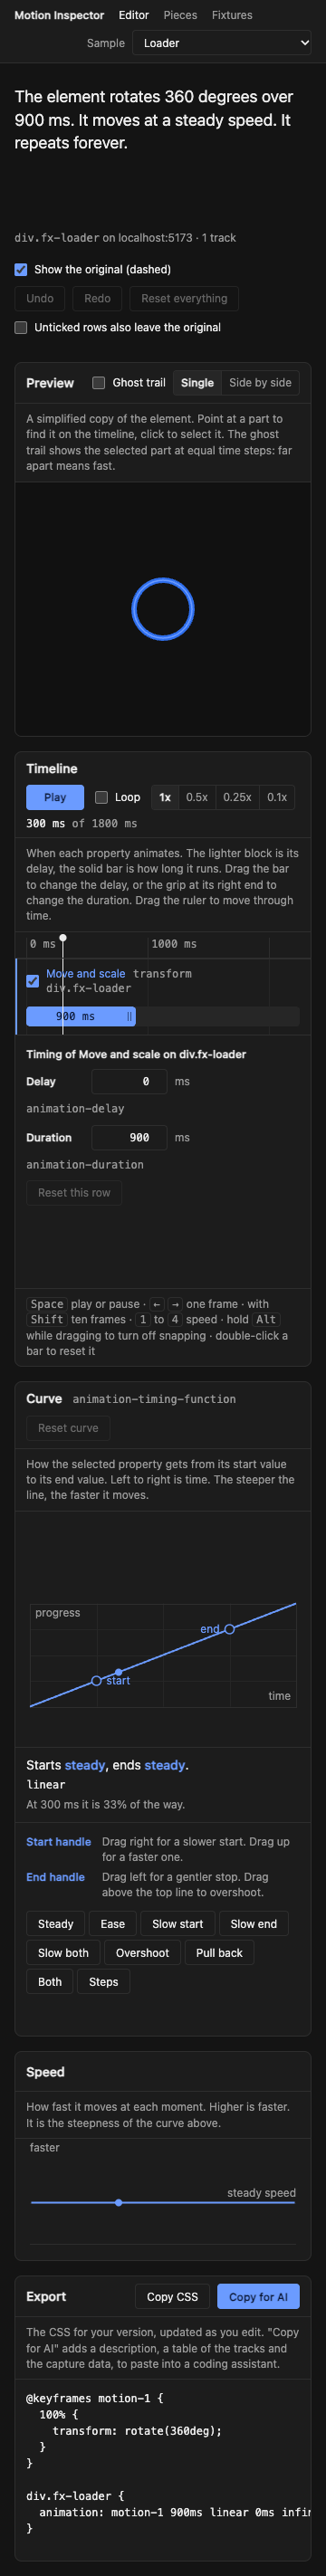 Motion Inspector Editor Pieces Fixtures
Sample Loader
The element rotates 360 degrees over
900 ms. It moves at a steady speed. It
repeats forever.
div.fx-loader on localhost:5173 · 1 track
Show the original (dashed)
Undo Redo Reset everything
Unticked rows also leave the original
Preview Ghost trail Single Side by side
A simplified copy of the element. Point at a part to
find it on the timeline, click to select it. The ghost
trail shows the selected part at equal time steps: far
apart means fast.
Timeline
Play Loop 1x 0.5x 0.25x 0.1x
300 ms of 1800 ms
When each property animates. The lighter block is its
delay, the solid bar is how long it runs. Drag the bar
to change the delay, or the grip at its right end to
change the duration. Drag the ruler to move through
time.
0 ms 1000 ms
Move and scale transform
div.fx-loader
900 ms
Timing of Move and scale on div.fx-loader
Delay 0 ms
animation-delay
Duration 900 ms
animation-duration
Reset this row
Space play or pause · ← → one frame · with
Shift ten frames · 1 to 4 speed · hold Alt
while dragging to turn off snapping · double-click a
bar to reset it
Curve animation-timing-function
Reset curve
How the selected property gets from its start value
to its end value. Left to right is time. The steeper the
line, the faster it moves.
progress
end
start
time
Starts steady, ends steady.
linear
At 300 ms it is 33% of the way.
Start handle Drag right for a slower start. Drag up
for a faster one.
End handle Drag left for a gentler stop. Drag
above the top line to overshoot.
Steady Ease Slow start Slow end
Slow both Overshoot Pull back
Both Steps
Speed
How fast it moves at each moment. Higher is faster.
It is the steepness of the curve above.
faster
steady speed
Export Copy CSS Copy for AI
The CSS for your version, updated as you edit. "Copy
for AI" adds a description, a table of the tracks and
the capture data, to paste into a coding assistant.
@keyframes motion-1 {
100% {
transform: rotate(360deg);
}
}
div.fx-loader {
animation: motion-1 900ms linear 0ms infin
}